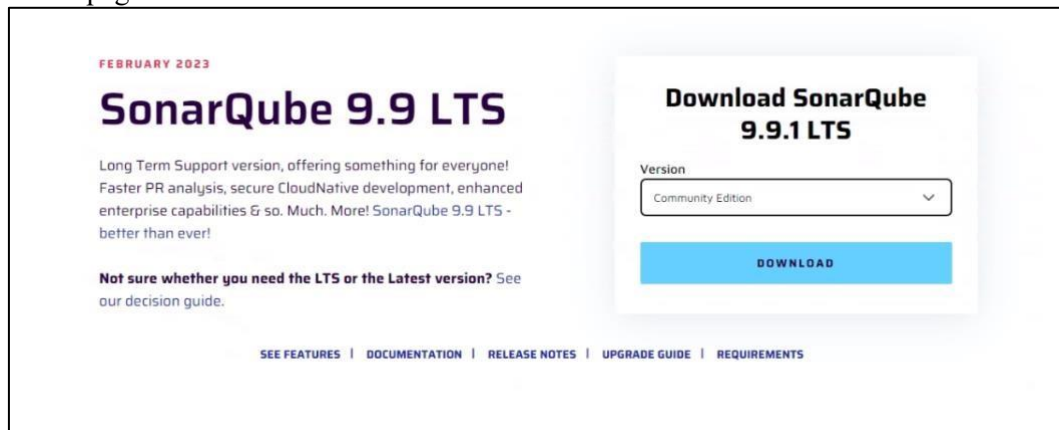 FEBRUARY 2023
SonarQube 9.9 LTS
Long Term Support version, offering something for everyone!
Faster PR analysis, secure CloudNative development, enhanced
enterprise capabilities & so. Much. More! SonarQube 9.9 LTS -
better than ever!
Not sure whether you need the LTS or the Latest version? See
our decision guide.
Download SonarQube
9.9.1 LTS
Version
Community Edition
DOWNLOAD
SEE FEATURES | DOCUMENTATION | RELEASE NOTES | UPGRADE GUIDE | REQUIREMENTS